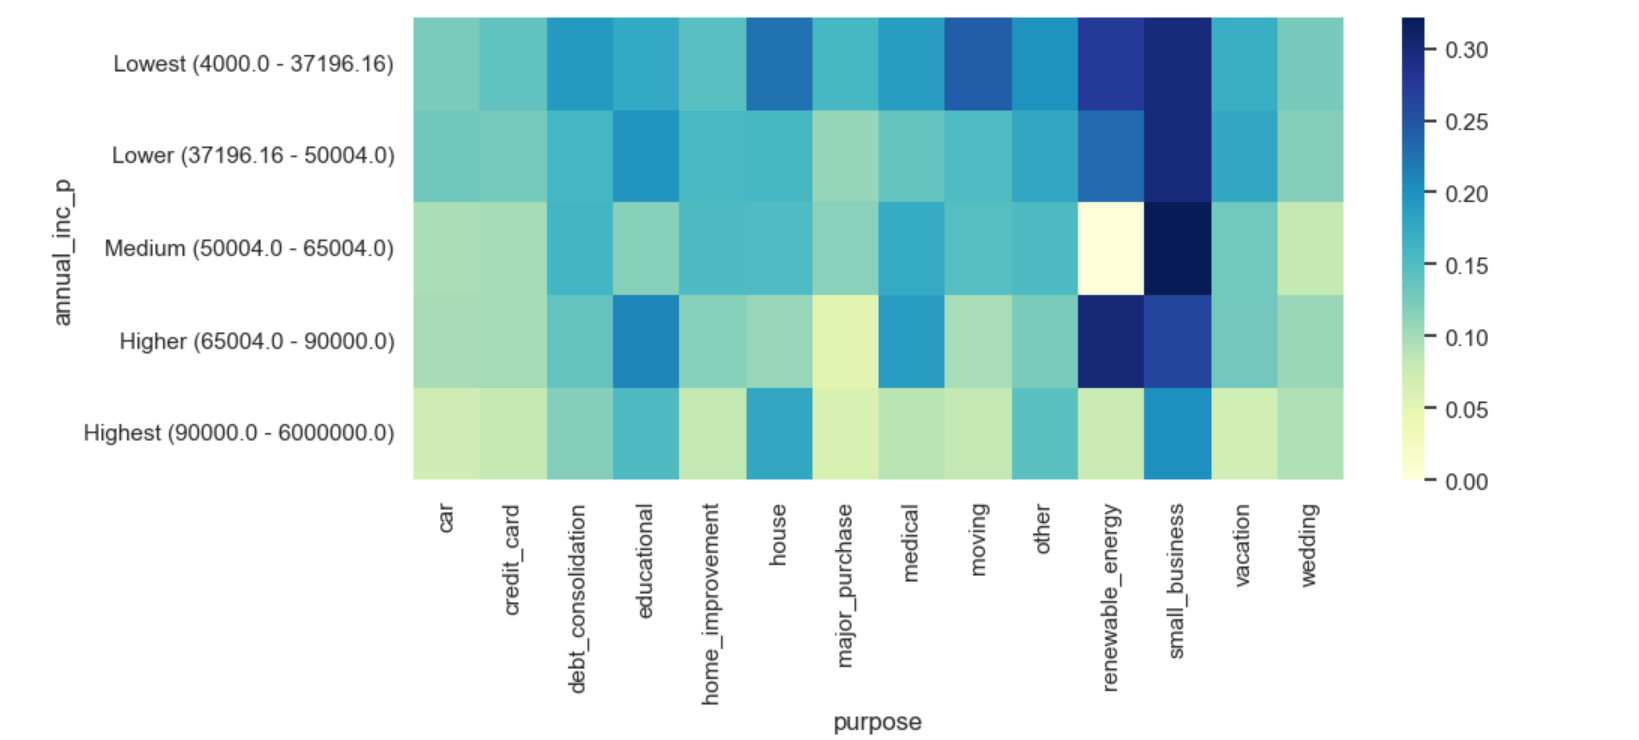 annual_inc_p
Lowest (4000.0 - 37196.16)
Lower (37196.16 - 50004.0)
Medium (50004.0 - 65004.0)
Higher (65004.0 - 90000.0)
Highest (90000.0 - 6000000.0)
car
credit_card
debt_consolidation
educational
home_improvement
house
major_purchase
medical
moving
other
renewable_energy
small_business
vacation
wedding
purpose
0.30
0.25
0.20
0.15
0.10
0.05
0.00